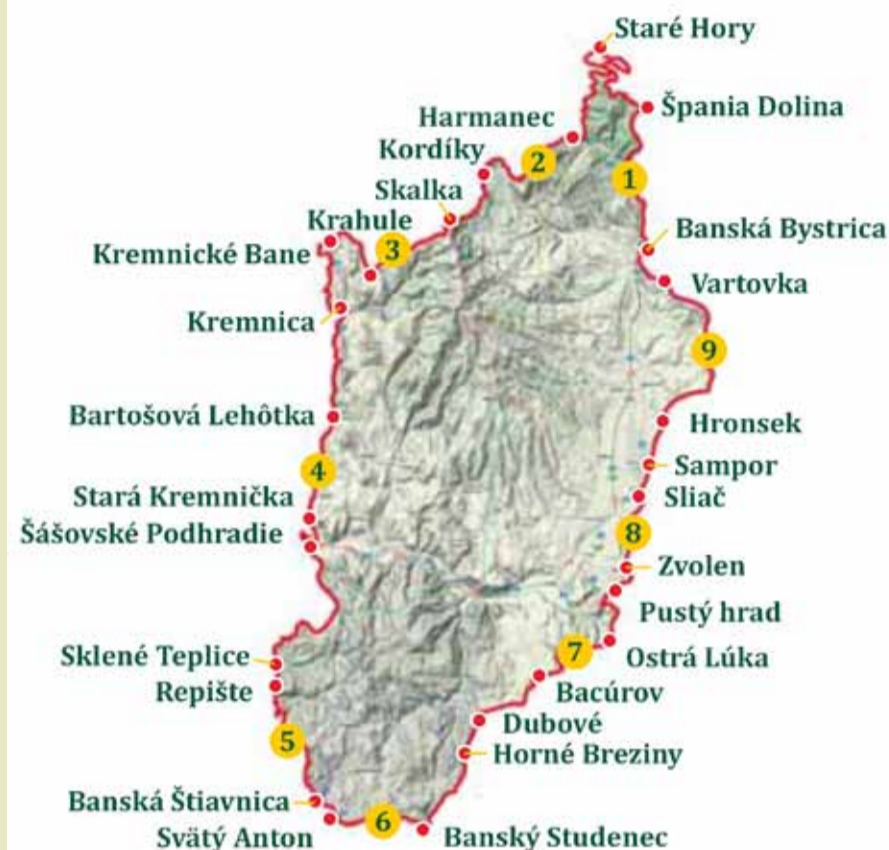 Staré Hory
Špania Dolina
Harmanec
Kordíky
2
1
Skalka
Krahule
Banská Bystrica
Kremnické Bane
3
Vartovka
Kremnica
9
Bartošová Lehôtka
Hronsek
4
Sampor
Stará Kremnička
Sliač
Šášovské Podhradie
8
Zvolen
Pustý hrad
Sklené Teplice
7
Ostrá Lúka
Repište
Bacúrov
Dubové
5
Horné Breziny
Banská Štiavnica
6
Svätý Anton
Banský Studenec